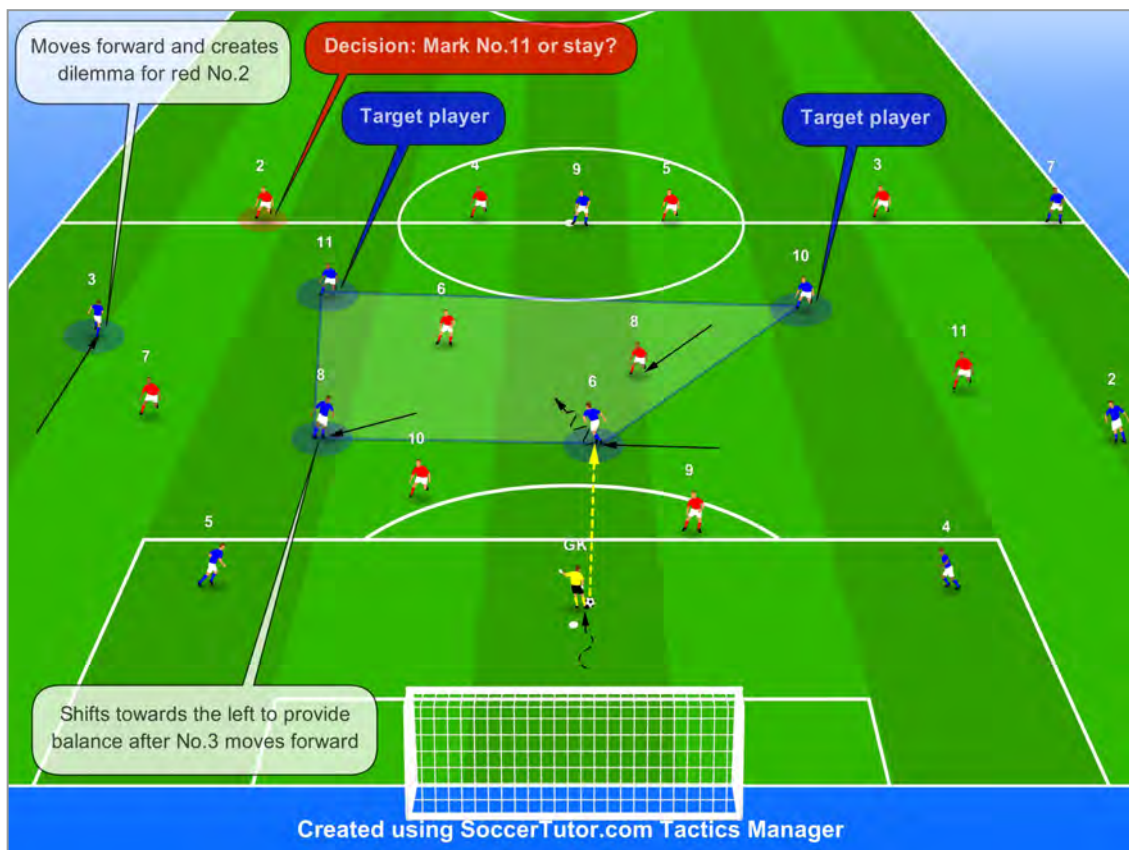 Moves forward and creates
dilemma for red No.2
Decision: Mark No.11 or stay?
Target player
Target player
2
4
9
5
3
7
11
10
3
6
8
7
11
8
6
2
10
9
5
4
GK
Shifts towards the left to provide
balance after No.3 moves forward
Created using SoccerTutor.com Tactics Manager